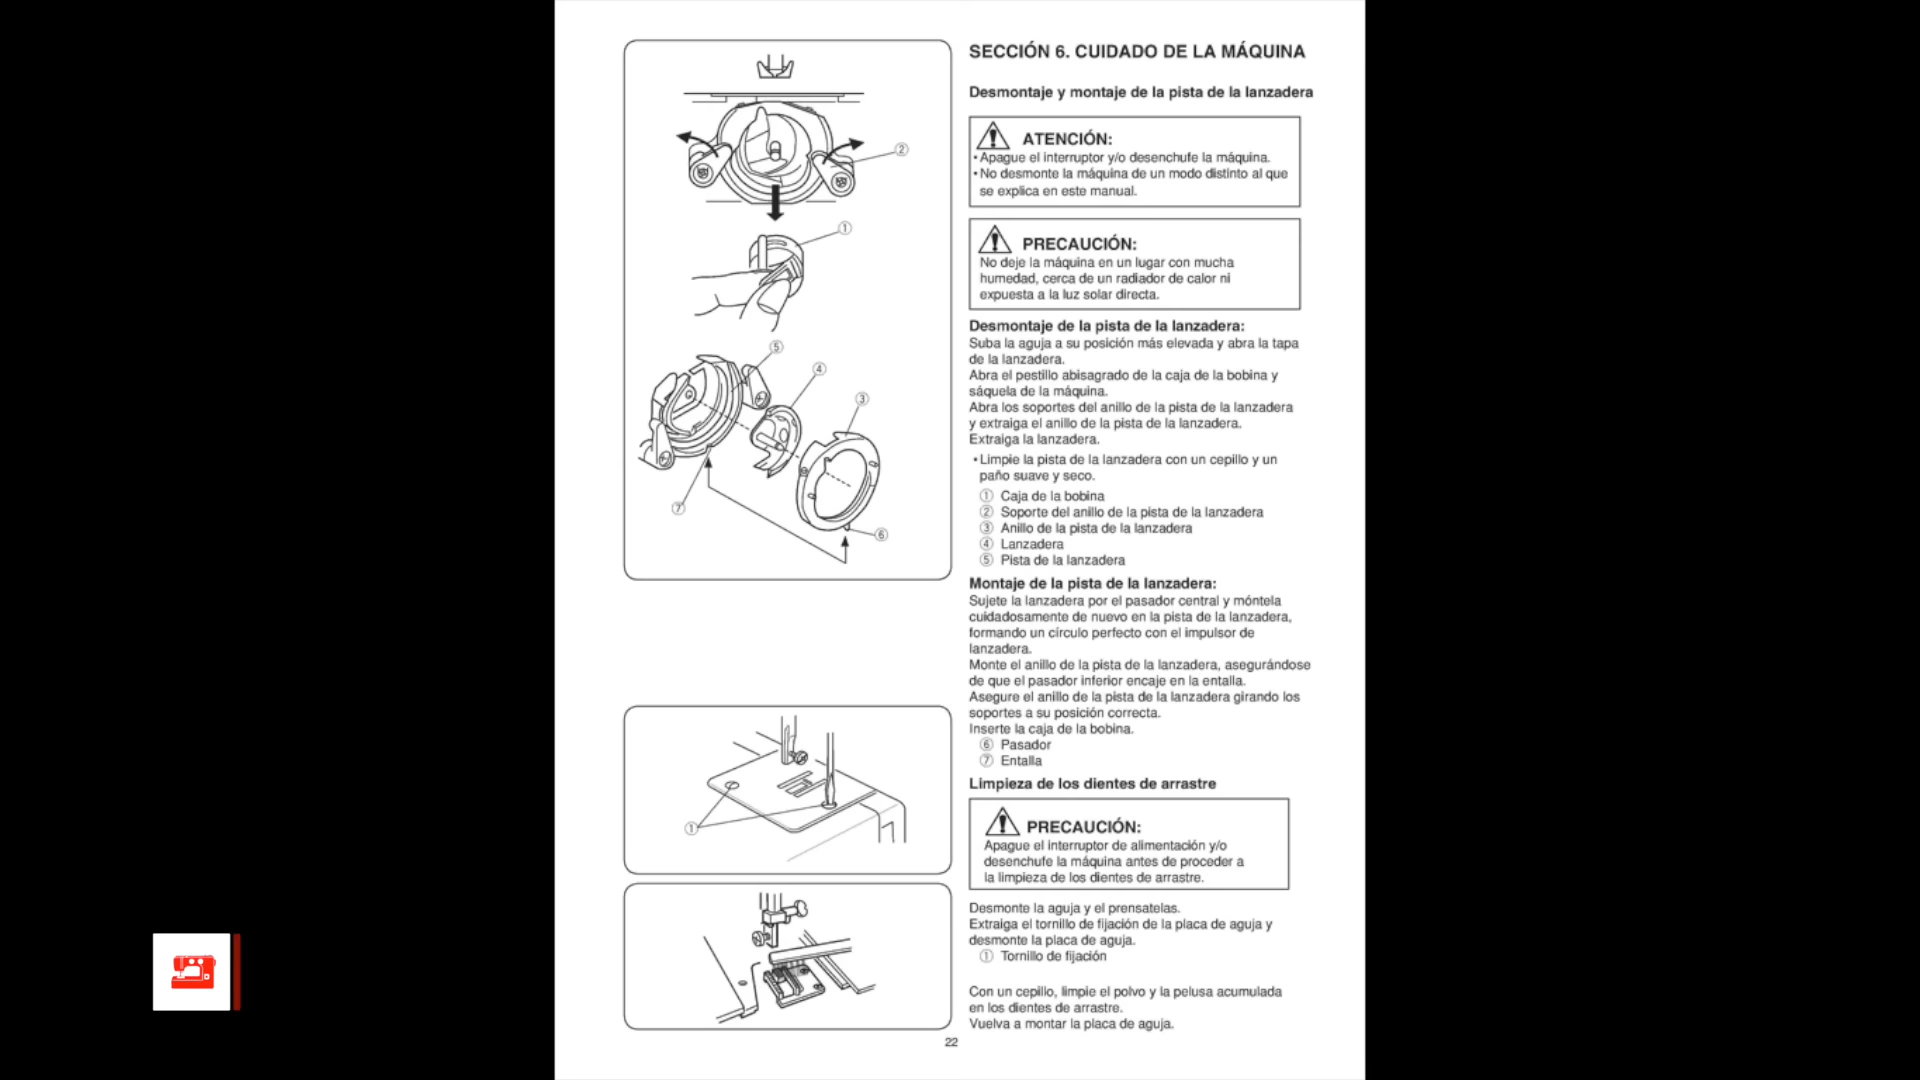 SECCIÓN 6. CUIDADO DE LA MÁQUINA
Desmontaje y montaje de la pista de la lanzadera
ATENCIÓN:
• Apague el interruptor y/o desenchufe la máquina.
• No desmonte la máquina de un modo distinto al que
se explica en este manual.
PRECAUCIÓN:
No deje la máquina en un lugar con mucha
humedad, cerca de un radiador de calor ni
expuesta a la luz solar directa.
Desmontaje de la pista de la lanzadera:
Suba la aguja a su posición más elevada y abra la tapa
de la lanzadera.
Abra el pestillo abisagrado de la caja de la bobina y
sáquela de la máquina.
Abra los soportes del anillo de la pista de la lanzadera
y extraiga el anillo de la pista de la lanzadera.
Extraiga la lanzadera.
• Limpie la pista de la lanzadera con un cepillo y un
paño suave y seco.
① Caja de la bobina
② Soporte del anillo de la pista de la lanzadera
③ Anillo de la pista de la lanzadera
④ Lanzadera
⑤ Pista de la lanzadera
Montaje de la pista de la lanzadera:
Sujete la lanzadera por el pasador central y móntela
cuidadosamente de nuevo en la pista de la lanzadera,
formando un círculo perfecto con el impulsor de
lanzadera.
Monte el anillo de la pista de la lanzadera, asegurándose
de que el pasador inferior encaje en la entalla.
Asegure el anillo de la pista de la lanzadera girando los
soportes a su posición correcta.
Inserte la caja de la bobina.
⑥ Pasador
⑦ Entalla
Limpieza de los dientes de arrastre
PRECAUCIÓN:
Apague el interruptor de alimentación y/o
desenchufe la máquina antes de proceder a
la limpieza de los dientes de arrastre.
Desmonte la aguja y el prensatelas.
Extraiga el tornillo de fijación de la placa de aguja y
desmonte la placa de aguja.
① Tornillo de fijación
Con un cepillo, limpie el polvo y la pelusa acumulada
en los dientes de arrastre.
Vuelva a montar la placa de aguja.
②
①
⑤
④
③
⑦
⑥
①
22